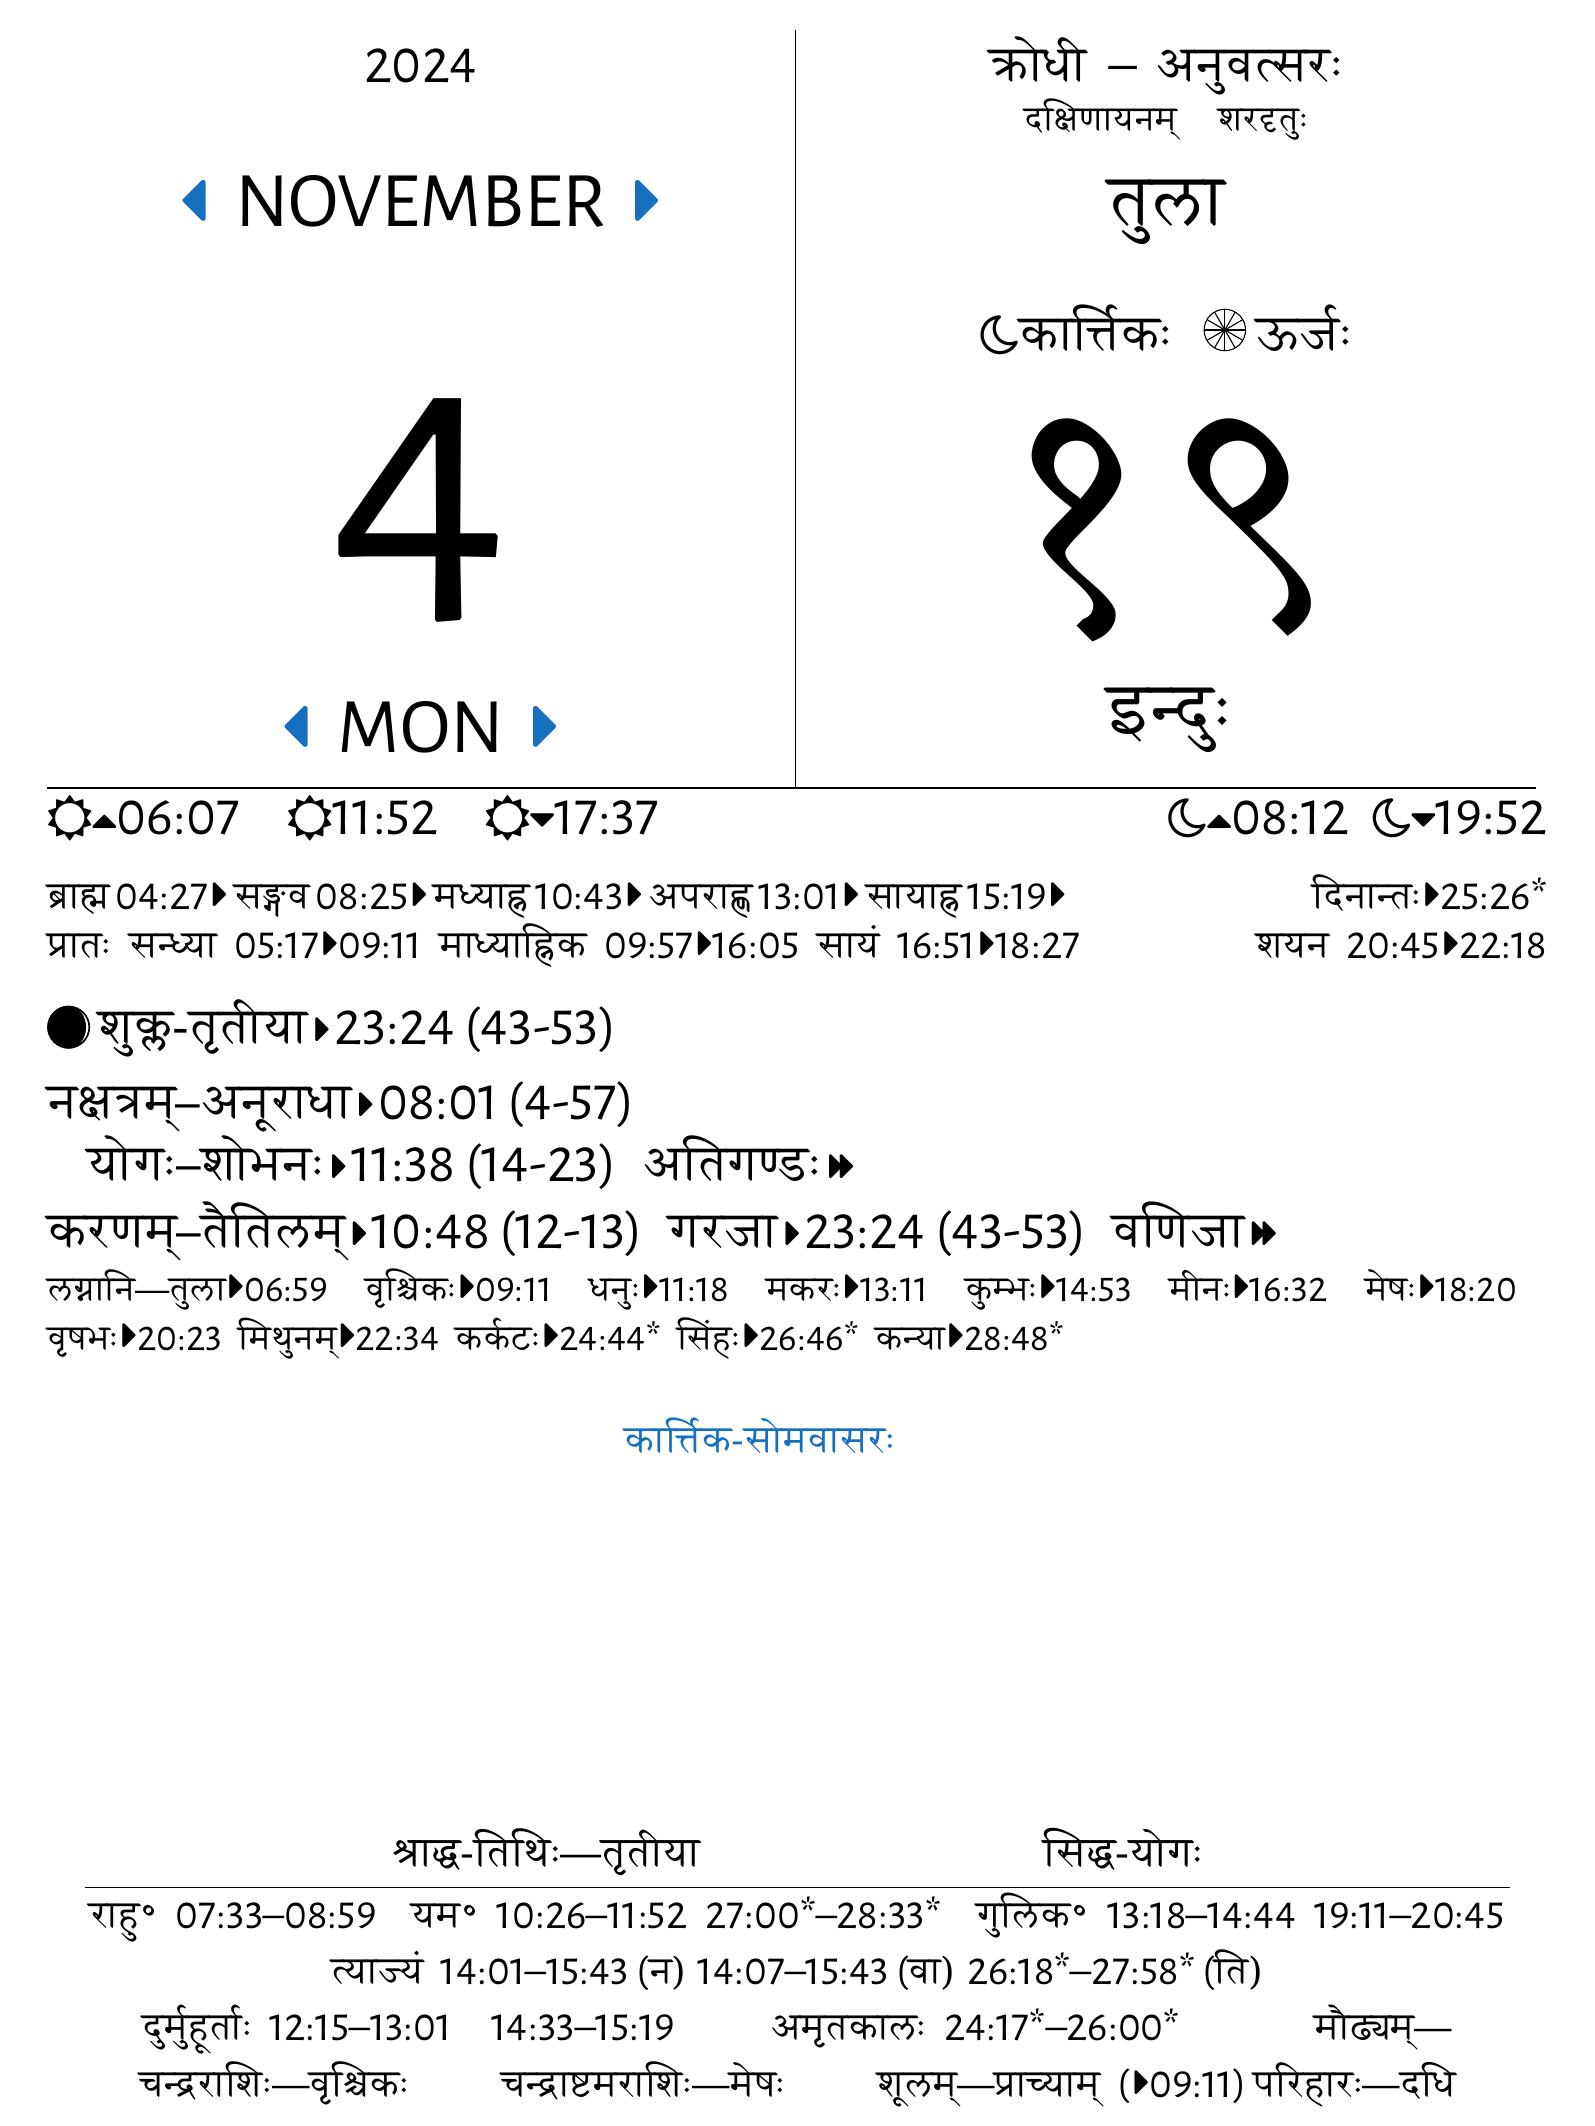 2024
NOVEMBER
4
MON
क्रोधी – अनुवत्सरः
दक्षिणायनम् शरदृतुः
तुला
कार्त्तिकः ऊर्जः
१९
इन्दुः
06:07 11:52 17:37 08:12 19:52
ब्राह्म 04:27 सङ्गव 08:25 मध्याह्न 10:43 अपराह्ण 13:01 सायाह्न 15:19 दिनान्तः 25:26*
प्रातः सन्ध्या 05:17 09:11 माध्याह्निक 09:57 16:05 सायं 16:51 18:27 शयन 20:45 22:18
शुक्ल-तृतीया 23:24 (43-53)
नक्षत्रम्–अनूराधा 08:01 (4-57)
योगः–शोभनः 11:38 (14-23) अतिगण्डः
करणम्–तैतिलम् 10:48 (12-13) गरजा 23:24 (43-53) वणिजा
लग्नानि—तुला 06:59 वृश्चिकः 09:11 धनुः 11:18 मकरः 13:11 कुम्भः 14:53 मीनः 16:32 मेषः 18:20
वृषभः 20:23 मिथुनम् 22:34 कर्कटः 24:44* सिंहः 26:46* कन्या 28:48*
कार्त्तिक-सोमवासरः
श्राद्ध-तिथिः—तृतीया सिद्ध-योगः
राहु॰ 07:33–08:59 यम॰ 10:26–11:52 27:00*–28:33* गुलिक॰ 13:18–14:44 19:11–20:45
त्याज्यं 14:01–15:43 (न) 14:07–15:43 (वा) 26:18*–27:58* (ति)
दुर्मुहूर्ताः 12:15–13:01 14:33–15:19 अमृतकालः 24:17*–26:00* मौढ्यम्—
चन्द्रराशिः—वृश्चिकः चन्द्राष्टमराशिः—मेषः शूलम्—प्राच्याम् (09:11) परिहारः—दधि